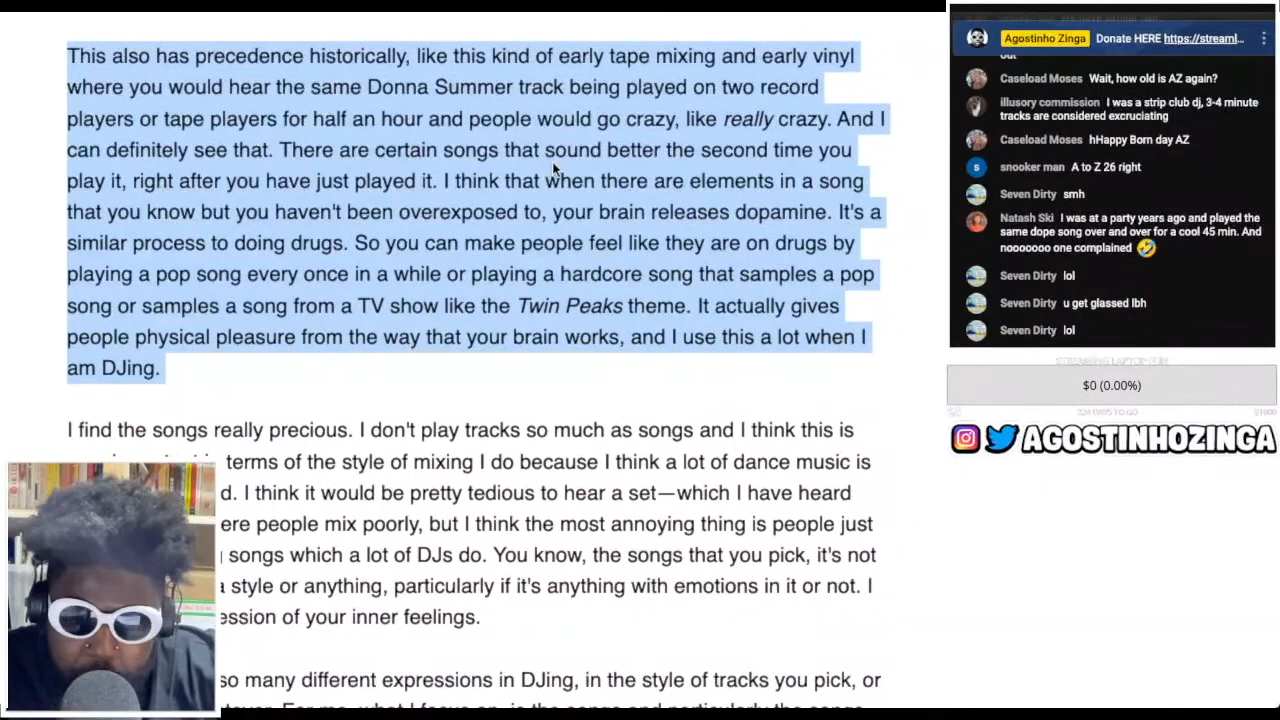 This also has precedence historically, like this kind of early tape mixing and early vinyl
where you would hear the same Donna Summer track being played on two record
players or tape players for half an hour and people would go crazy, like really crazy. And I
can definitely see that. There are certain songs that sound better the second time you
play it, right after you have just played it. I think that when there are elements in a song
that you know but you haven't been overexposed to, your brain releases dopamine. It's a
similar process to doing drugs. So you can make people feel like they are on drugs by
playing a pop song every once in a while or playing a hardcore song that samples a pop
song or samples a song from a TV show like the Twin Peaks theme. It actually gives
people physical pleasure from the way that your brain works, and I use this a lot when I
am DJing.
I find the songs really precious. I don't play tracks so much as songs and I think this is
terms of the style of mixing I do because I think a lot of dance music is
d. I think it would be pretty tedious to hear a set—which I have heard
ere people mix poorly, but I think the most annoying thing is people just
songs which a lot of DJs do. You know, the songs that you pick, it's not
a style or anything, particularly if it's anything with emotions in it or not. I
ession of your inner feelings.
so many different expressions in DJing, in the style of tracks you pick, or
Agostinho Zinga Donate HERE https://streaml...
out
Caseload Moses Wait, how old is AZ again?
illusory commission I was a strip club dj, 3-4 minute
tracks are considered excruciating
Caseload Moses hHappy Born day AZ
S snooker man A to Z 26 right
Seven Dirty smh
Natash Ski I was at a party years ago and played the
same dope song over and over for a cool 45 min. And
nooooooo one complained 🤣
Seven Dirty lol
Seven Dirty u get glassed lbh
Seven Dirty lol
$0 (0.00%)
AGOSTINHOZINGA